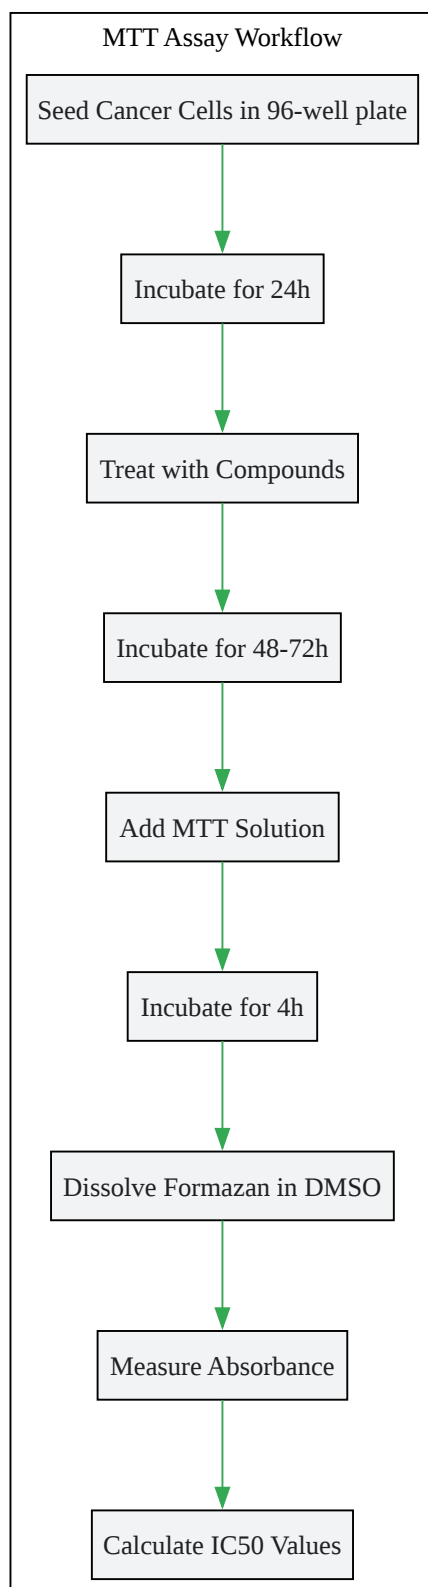 MTT Assay Workflow
Seed Cancer Cells in 96-well plate
Incubate for 24h
Treat with Compounds
Incubate for 48-72h
Add MTT Solution
Incubate for 4h
Dissolve Formazan in DMSO
Measure Absorbance
Calculate IC50 Values